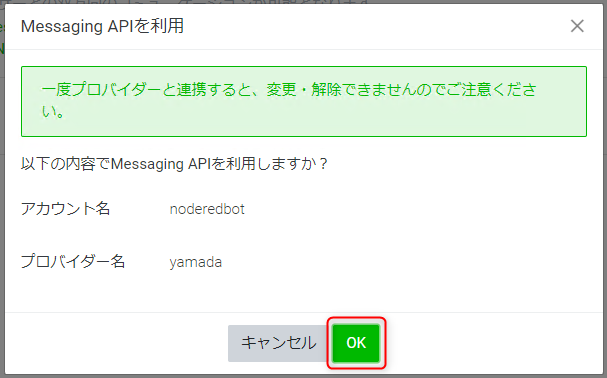 Messaging APIを利用
一度プロバイダーと連携すると、変更・解除できませんのでご注意くださ
い。
以下の内容でMessaging APIを利用しますか？
アカウント名 noderedbot
プロバイダー名 yamada
キャンセル OK